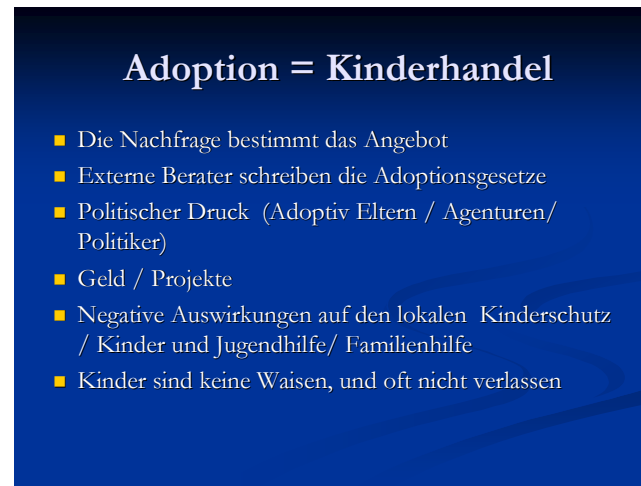 Adoption = Kinderhandel
Die Nachfrage bestimmt das Angebot
Externe Berater schreiben die Adoptionsgesetze
Politischer Druck (Adoptiv Eltern / Agenturen/
Politiker)
Geld / Projekte
Negative Auswirkungen auf den lokalen Kinderschutz
/ Kinder und Jugendhilfe/ Familienhilfe
Kinder sind keine Waisen, und oft nicht verlassen